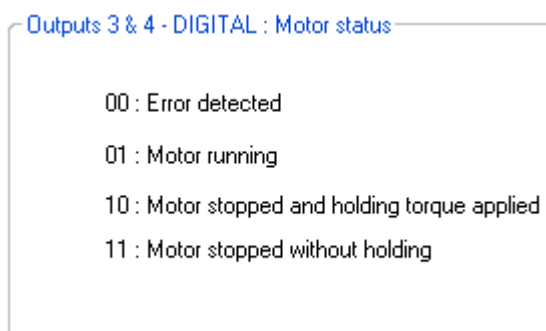 Outputs 3 & 4 - DIGITAL : Motor status
00 : Error detected
01 : Motor running
10 : Motor stopped and holding torque applied
11 : Motor stopped without holding